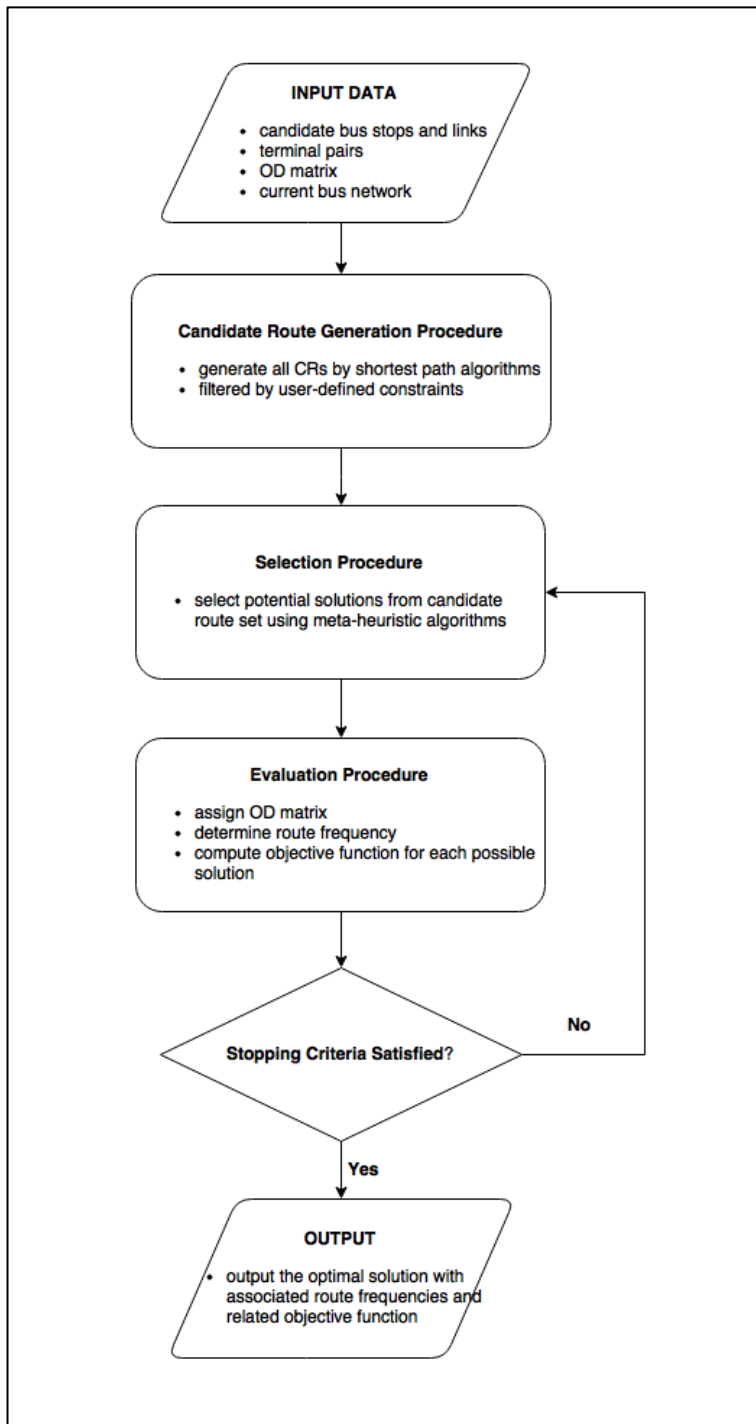 INPUT DATA
• candidate bus stops and links
• terminal pairs
• OD matrix
• current bus network
Candidate Route Generation Procedure
• generate all CRs by shortest path algorithms
• filtered by user-defined constraints
Selection Procedure
• select potential solutions from candidate
route set using meta-heuristic algorithms
Evaluation Procedure
• assign OD matrix
• determine route frequency
• compute objective function for each possible
solution
Stopping Criteria Satisfied?
No
Yes
OUTPUT
• output the optimal solution with
associated route frequencies and
related objective function